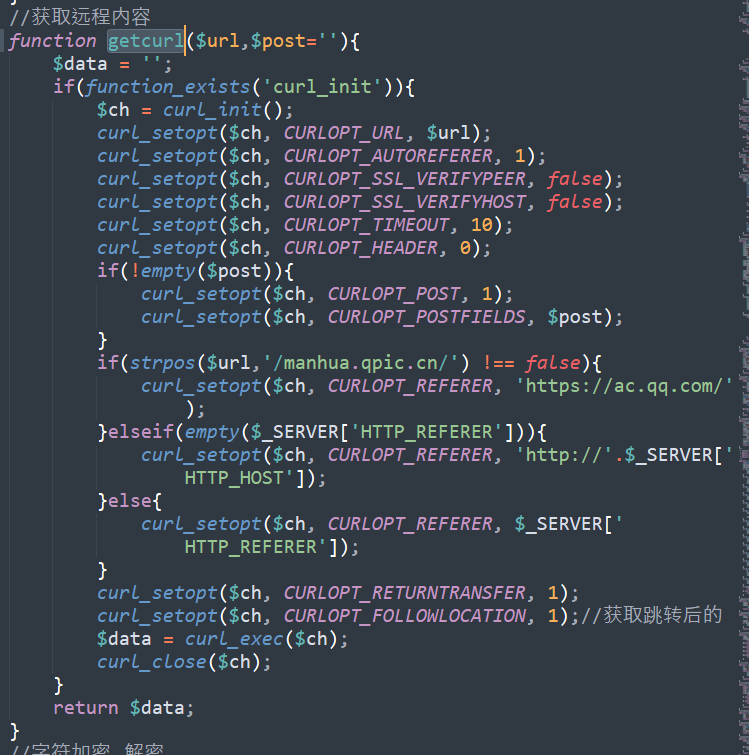 }
//获取远程内容
function getcurl($url,$post=''){
    $data = '';
    if(function_exists('curl_init')){
        $ch = curl_init();
        curl_setopt($ch, CURLOPT_URL, $url);
        curl_setopt($ch, CURLOPT_AUTOREFERER, 1);
        curl_setopt($ch, CURLOPT_SSL_VERIFYPEER, false);
        curl_setopt($ch, CURLOPT_SSL_VERIFYHOST, false);
        curl_setopt($ch, CURLOPT_TIMEOUT, 10);
        curl_setopt($ch, CURLOPT_HEADER, 0);
        if(!empty($post)){
            curl_setopt($ch, CURLOPT_POST, 1);
            curl_setopt($ch, CURLOPT_POSTFIELDS, $post);
        }
        if(strpos($url,'/manhua.qpic.cn/') !== false){
            curl_setopt($ch, CURLOPT_REFERER, 'https://ac.qq.com/'
                );
        }elseif(empty($_SERVER['HTTP_REFERER'])){
            curl_setopt($ch, CURLOPT_REFERER, 'http://'.$_SERVER['
                HTTP_HOST']);
        }else{
            curl_setopt($ch, CURLOPT_REFERER, $_SERVER['
                HTTP_REFERER']);
        }
        curl_setopt($ch, CURLOPT_RETURNTRANSFER, 1);
        curl_setopt($ch, CURLOPT_FOLLOWLOCATION, 1);//获取跳转后的
        $data = curl_exec($ch);
        curl_close($ch);
    }
    return $data;
}
//字符加密 解密